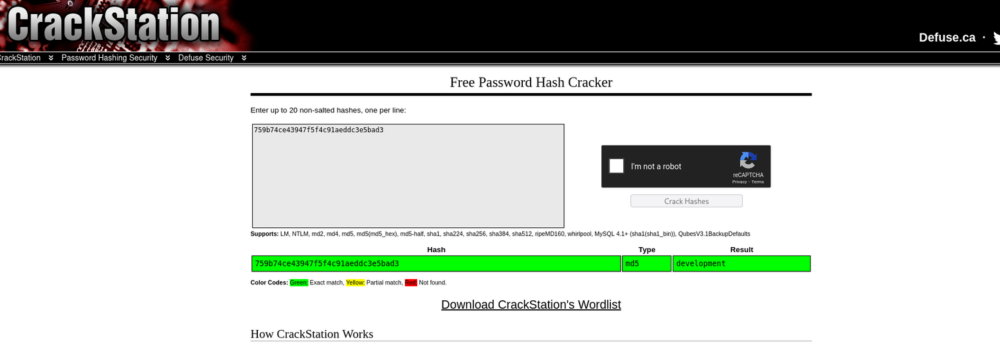 CrackStation
Defuse.ca ·
CrackStation Password Hashing Security Defuse Security
Free Password Hash Cracker
Enter up to 20 non-salted hashes, one per line:
759b74ce43947f5f4c91aeddc3e5bad3
I'm not a robot
reCAPTCHA
Privacy - Terms
Crack Hashes
Supports: LM, NTLM, md2, md4, md5, md5(md5_hex), md5-half, sha1, sha224, sha256, sha384, sha512, ripeMD160, whirlpool, MySQL 4.1+ (sha1(sha1_bin)), QubesV3.1BackupDefaults
Hash Type Result
759b74ce43947f5f4c91aeddc3e5bad3 md5 development
Color Codes: Green: Exact match, Yellow: Partial match, Red: Not found.
Download CrackStation's Wordlist
How CrackStation Works